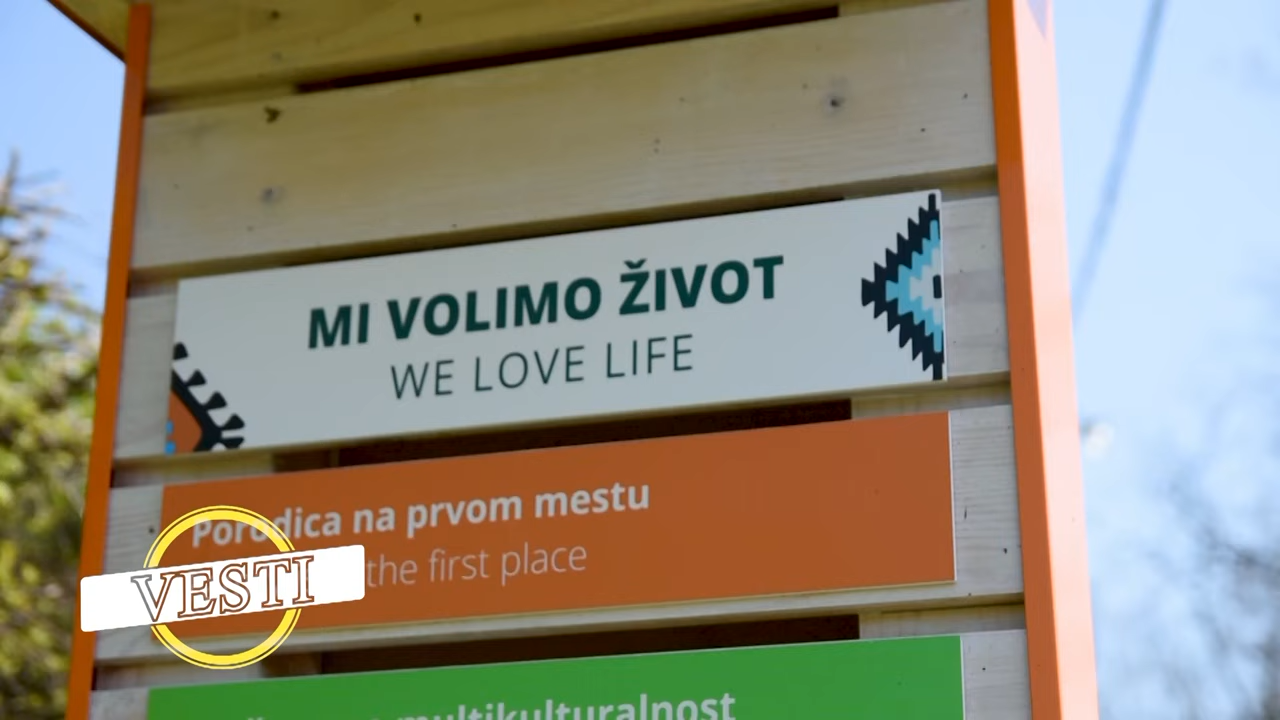 MI VOLIMO ŽIVOT
WE LOVE LIFE
Porodica na prvom mestu
the first place
VESTI
multikulturalnost